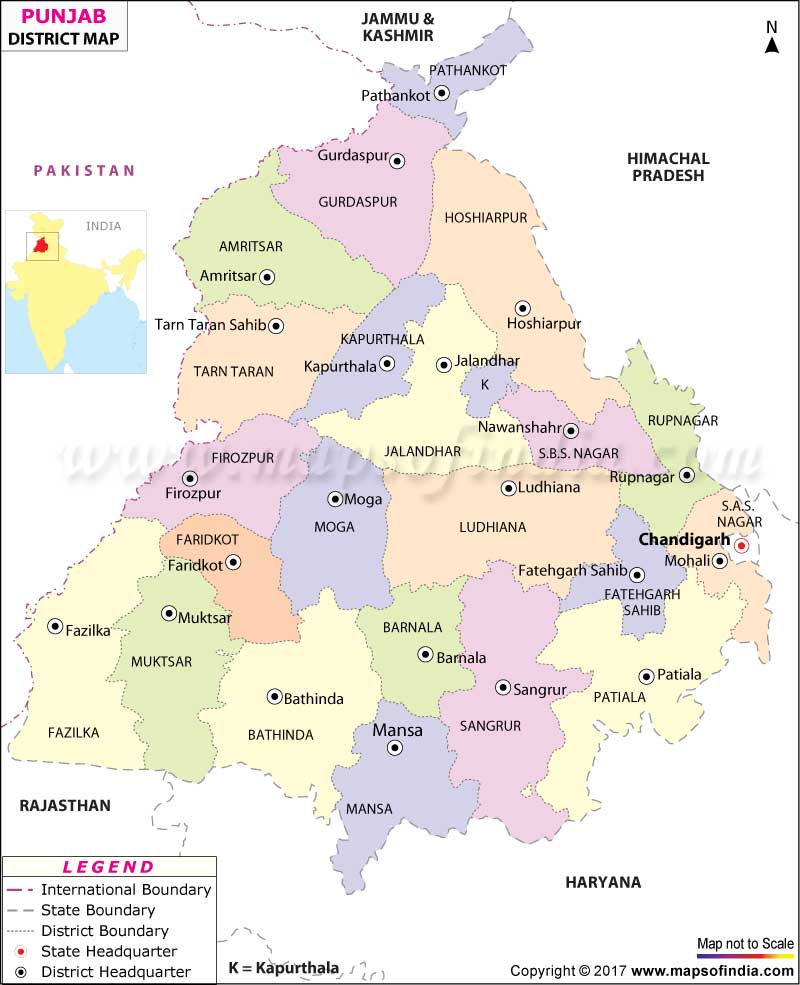 PUNJAB
DISTRICT MAP
JAMMU &
KASHMIR
N
PATHANKOT
Pathankot
Gurdaspur
PAKISTAN
HIMACHAL
PRADESH
GURDASPUR
HOSHIARPUR
INDIA
AMRITSAR
Amritsar
Tarn Taran Sahib
Hoshiarpur
KAPURTHALA
Kapurthala
Jalandhar
TARN TARAN
K
RUPNAGAR
Nawanshahr
JALANDHAR
S.B.S. NAGAR
FIROZPUR
www.mapsofindia.com
Rupnagar
Firozpur
Moga
Ludhiana
MOGA
LUDHIANA
S.A.S.
NAGAR
FARIDKOT
Chandigarh
Faridkot
Fatehgarh Sahib
Mohali
FATEHGARH
SAHIB
Fazilka
Muktsar
BARNALA
MUKTSAR
Barnala
Patiala
Bathinda
Sangrur
PATIALA
FAZILKA
BATHINDA
Mansa
SANGRUR
RAJASTHAN
MANSA
HARYANA
LEGEND
International Boundary
State Boundary
District Boundary
State Headquarter
District Headquarter
K = Kapurthala
Map not to Scale
Copyright © 2017 www.mapsofindia.com